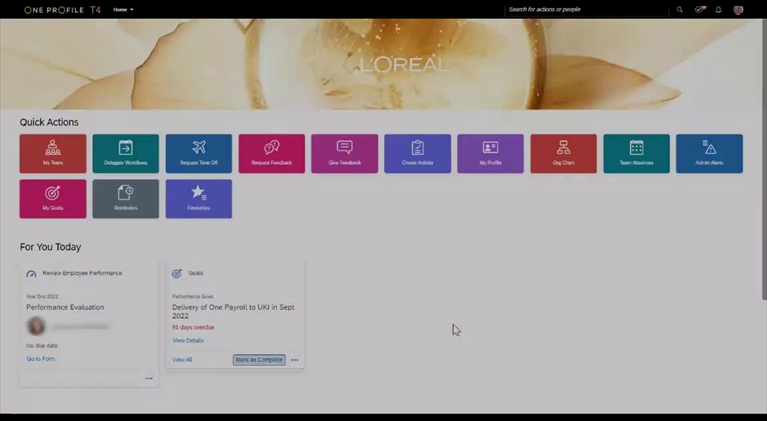 ONE PROFILE T4
Home
Search for actions or people
L'ORÉAL
Quick Actions
My Team
Delegate Workflows
Request Time Off
Request Feedback
Give Feedback
Create Activity
My Profile
Org Chart
Team Absences
Admin Alerts
My Goals
Reminders
Favourites
For You Today
Review Employee Performance
Year End 2022
Performance Evaluation
No due date
Go to Form
Goals
Performance Goals
Delivery of One Payroll to UKI in Sept
2022
91 days overdue
View Details
View All
Mark as Complete